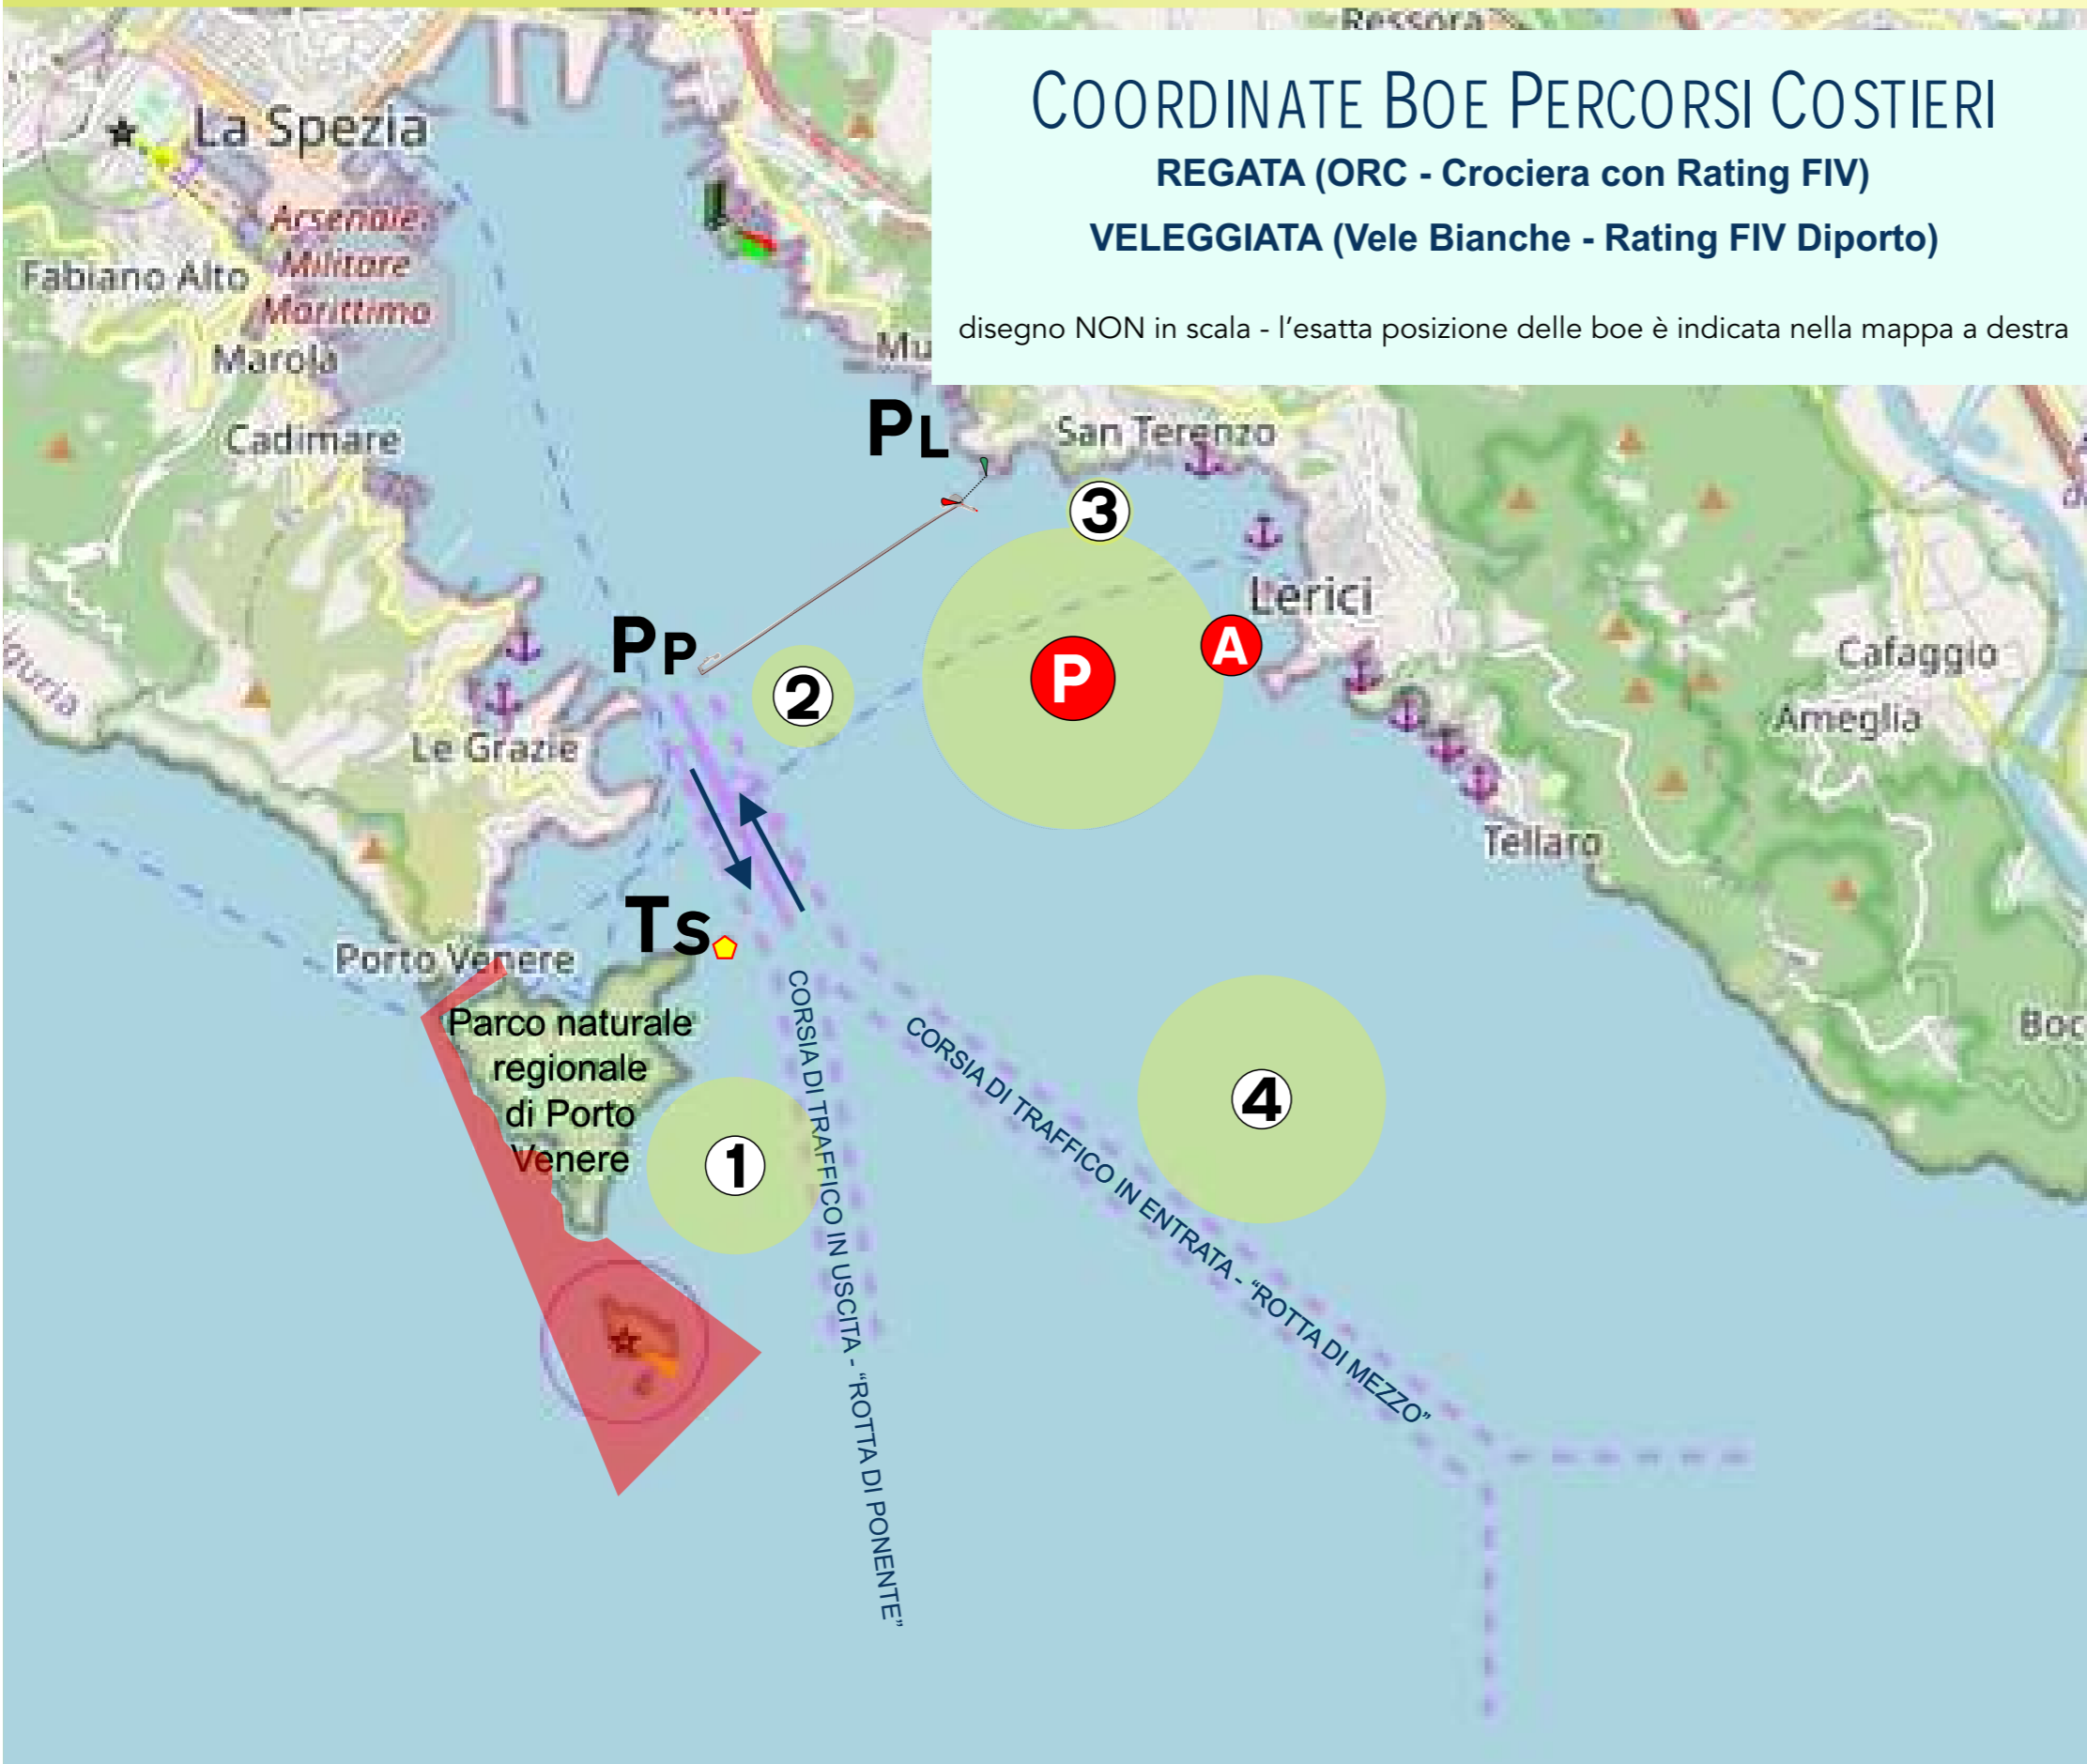 Ressora
COORDINATE BOE PERCORSI COSTIERI
REGATA (ORC - Crociera con Rating FIV)
VELEGGIATA (Vele Bianche - Rating FIV Diporto)
disegno NON in scala - l'esatta posizione delle boe è indicata nella mappa a destra
La Spezia
Arsenale
Militare
Marittimo
Fabiano Alto
Marola
Mu
Cadimare
PL
San Terenzo
3
Lerici
PP
A
P
2
Cafaggio
Ameglia
Le Grazie
Tellaro
TS
Porto Venere
Parco naturale
regionale
di Porto
Venere
Boc
1
4
CORSIA DI TRAFFICO IN USCITA - "ROTTA DI PONENTE"
CORSIA DI TRAFFICO IN ENTRATA - "ROTTA DI MEZZO"